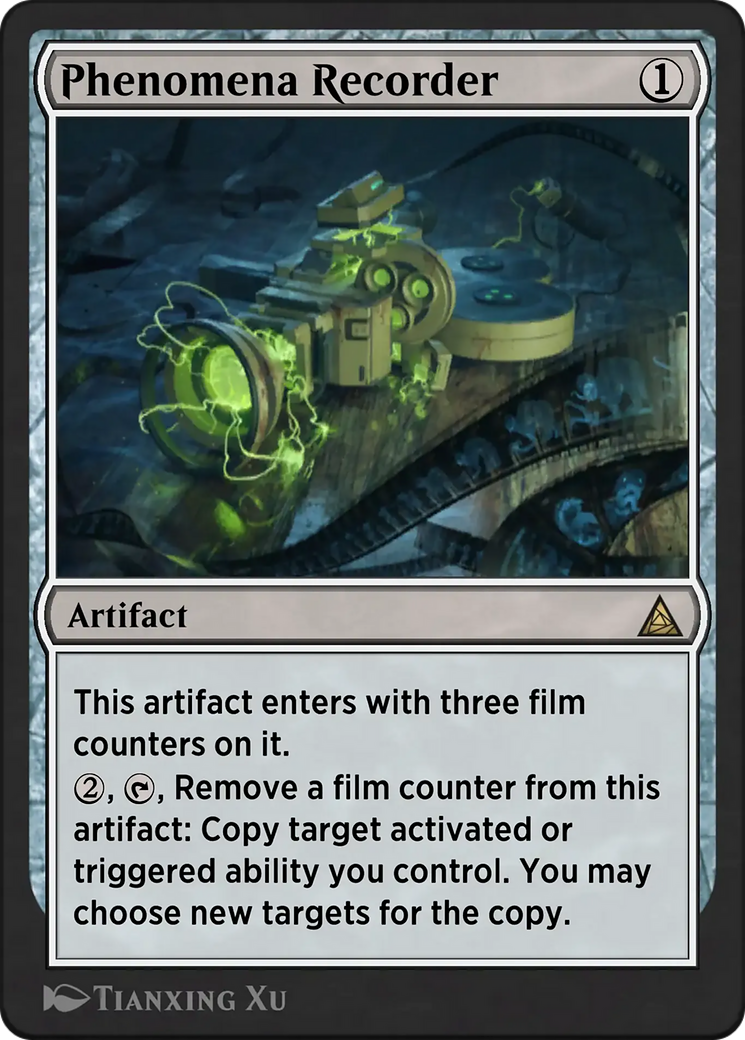 Phenomena Recorder 1
Artifact
This artifact enters with three film
counters on it.
2, , Remove a film counter from this
artifact: Copy target activated or
triggered ability you control. You may
choose new targets for the copy.
Tianxing Xu